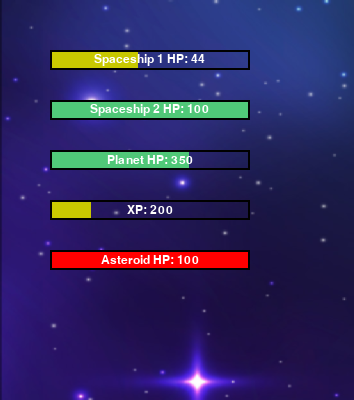 Spaceship 1 HP: 44
Spaceship 2 HP: 100
Planet HP: 350
XP: 200
Asteroid HP: 100